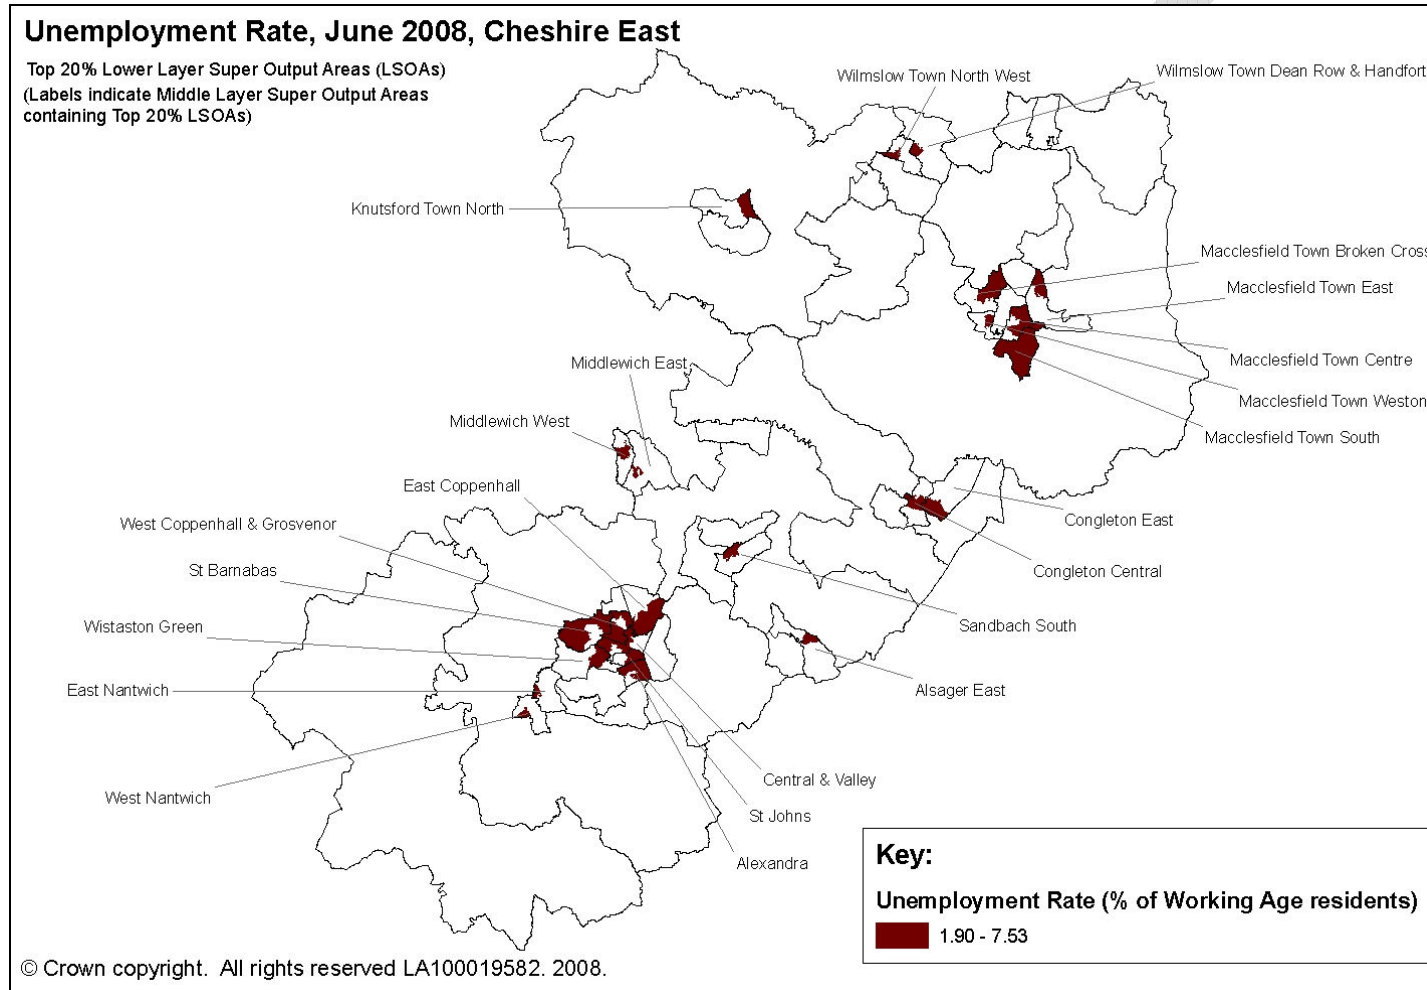 Unemployment Rate, June 2008, Cheshire East
Top 20% Lower Layer Super Output Areas (LSOAs)
(Labels indicate Middle Layer Super Output Areas
containing Top 20% LSOAs)
Wilmslow Town North West
Wilmslow Town Dean Row & Handfort
Knutsford Town North
Macclesfield Town Broken Cross
Macclesfield Town East
Macclesfield Town Centre
Macclesfield Town Weston
Macclesfield Town South
Middlewich East
Middlewich West
East Coppenhall
West Coppenhall & Grosvenor
St Barnabas
Wistaston Green
East Nantwich
West Nantwich
Congleton East
Congleton Central
Sandbach South
Alsager East
Central & Valley
St Johns
Alexandra
Key:
Unemployment Rate (% of Working Age residents)
1.90 - 7.53
© Crown copyright. All rights reserved LA100019582. 2008.